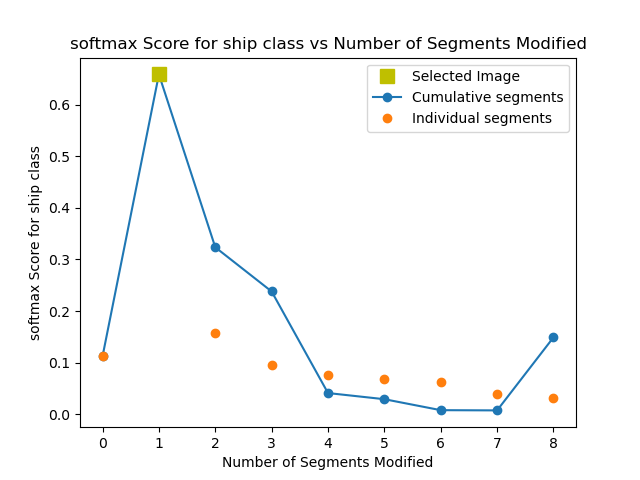 softmax Score for ship class vs Number of Segments Modified
softmax Score for ship class
0.6
0.5
0.4
0.3
0.2
0.1
0.0
Selected Image
Cumulative segments
Individual segments
0 1 2 3 4 5 6 7 8
Number of Segments Modified